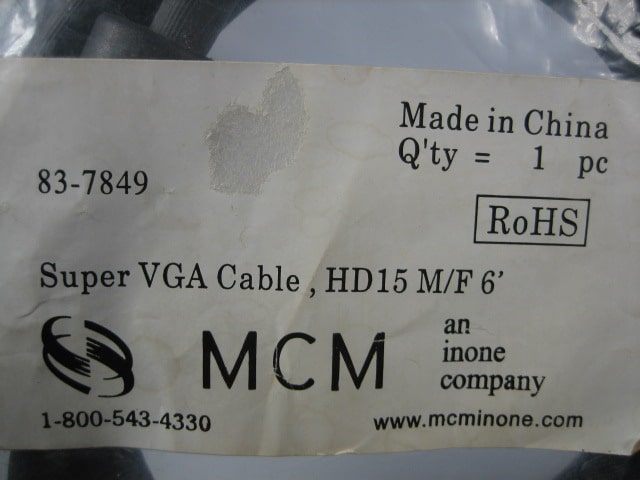 Made in China
Q'ty = 1 pc
83-7849
RoHS
Super VGA Cable , HD15 M/F 6'
MCM
an
inone
company
1-800-543-4330
www.mcminone.com